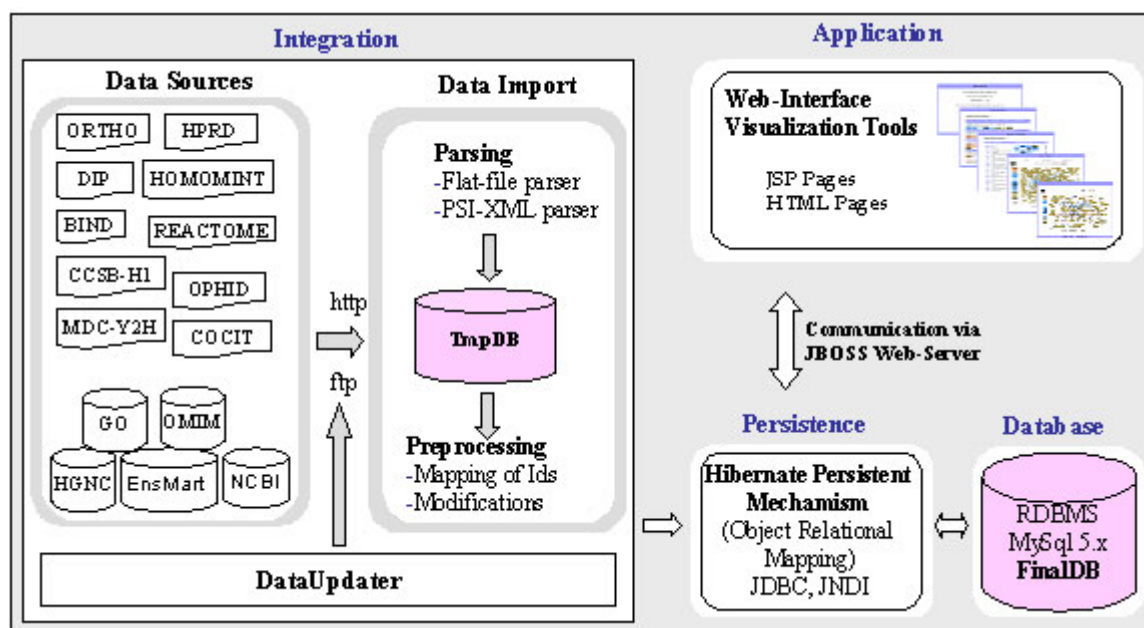 Integration
Application
Data Sources
ORTHO
HPRD
DIP
HOMOMINT
BIND
REACTOME
CCSB-H1
OPHID
MDC-Y2H
COCIT
GO
OMIM
HGNC
EnsMart
NCBI
http
ftp
Data Import
Parsing
-Flat-file parser
-PSI-XML parser
TmpDB
Preprocessing
-Mapping of Ids
-Modifications
DataUpdater
Web-Interface
Visualization Tools
JSP Pages
HTML Pages
Communication via
JBOSS Web-Server
Persistence
Hibernate Persistent
Mechamism
(Object Relational
Mapping)
JDBC, JNDI
Database
RDBMS
MySql 5.x
FinalDB